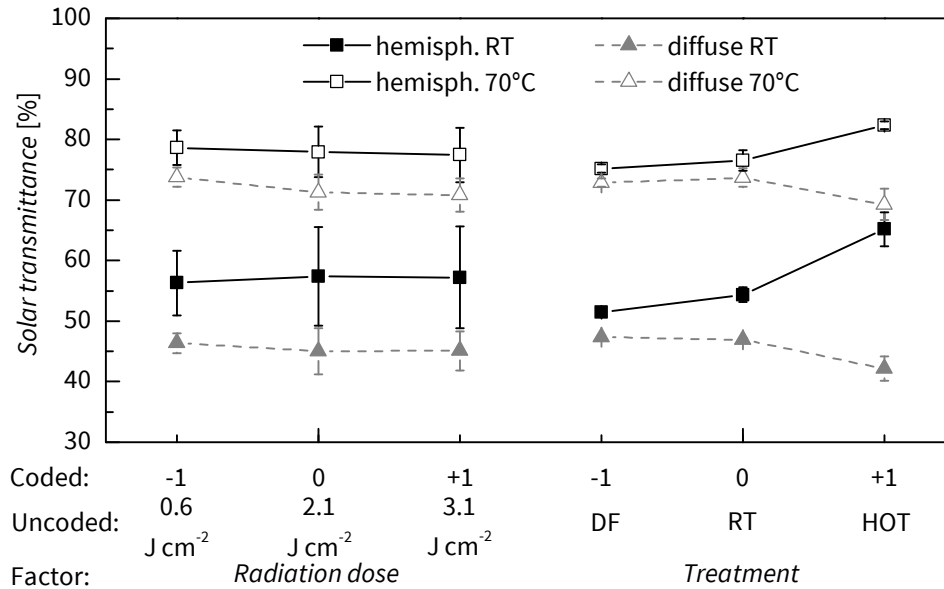 100
hemisph. RT diffuse RT
90 hemisph. 70°C diffuse 70°C
80
70
60
50
40
30
Solar transmittance [%]
Coded: -1 0 +1 -1 0 +1
Uncoded: 0.6 2.1 3.1 DF RT HOT
J cm-2 J cm-2 J cm-2
Factor: Radiation dose Treatment